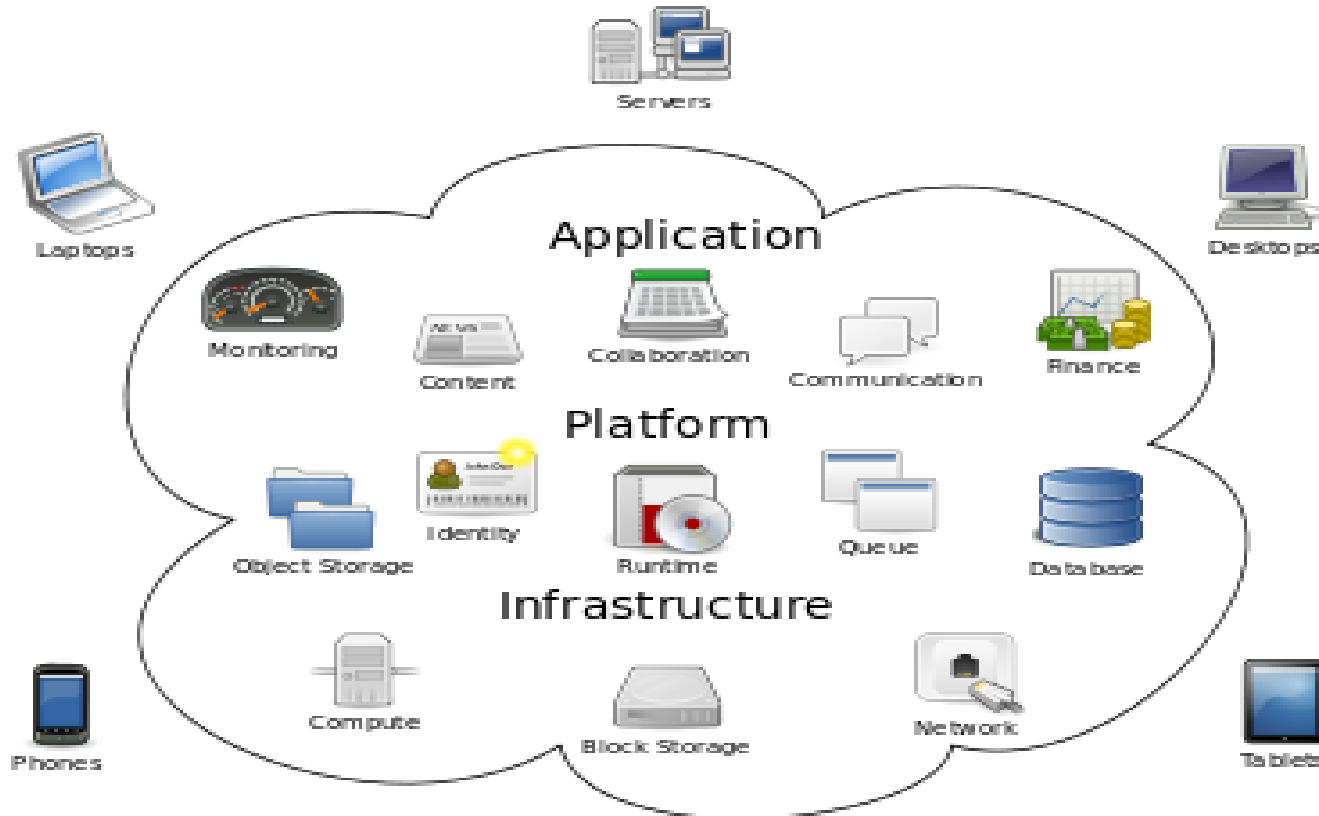 Servers
Laptops
Desktops
Application
Monitoring
Content
Collaboration
Communication
Finance
Platform
Object Storage
Identity
Runtime
Queue
Database
Infrastructure
Compute
Block Storage
Network
Phones
Tablets